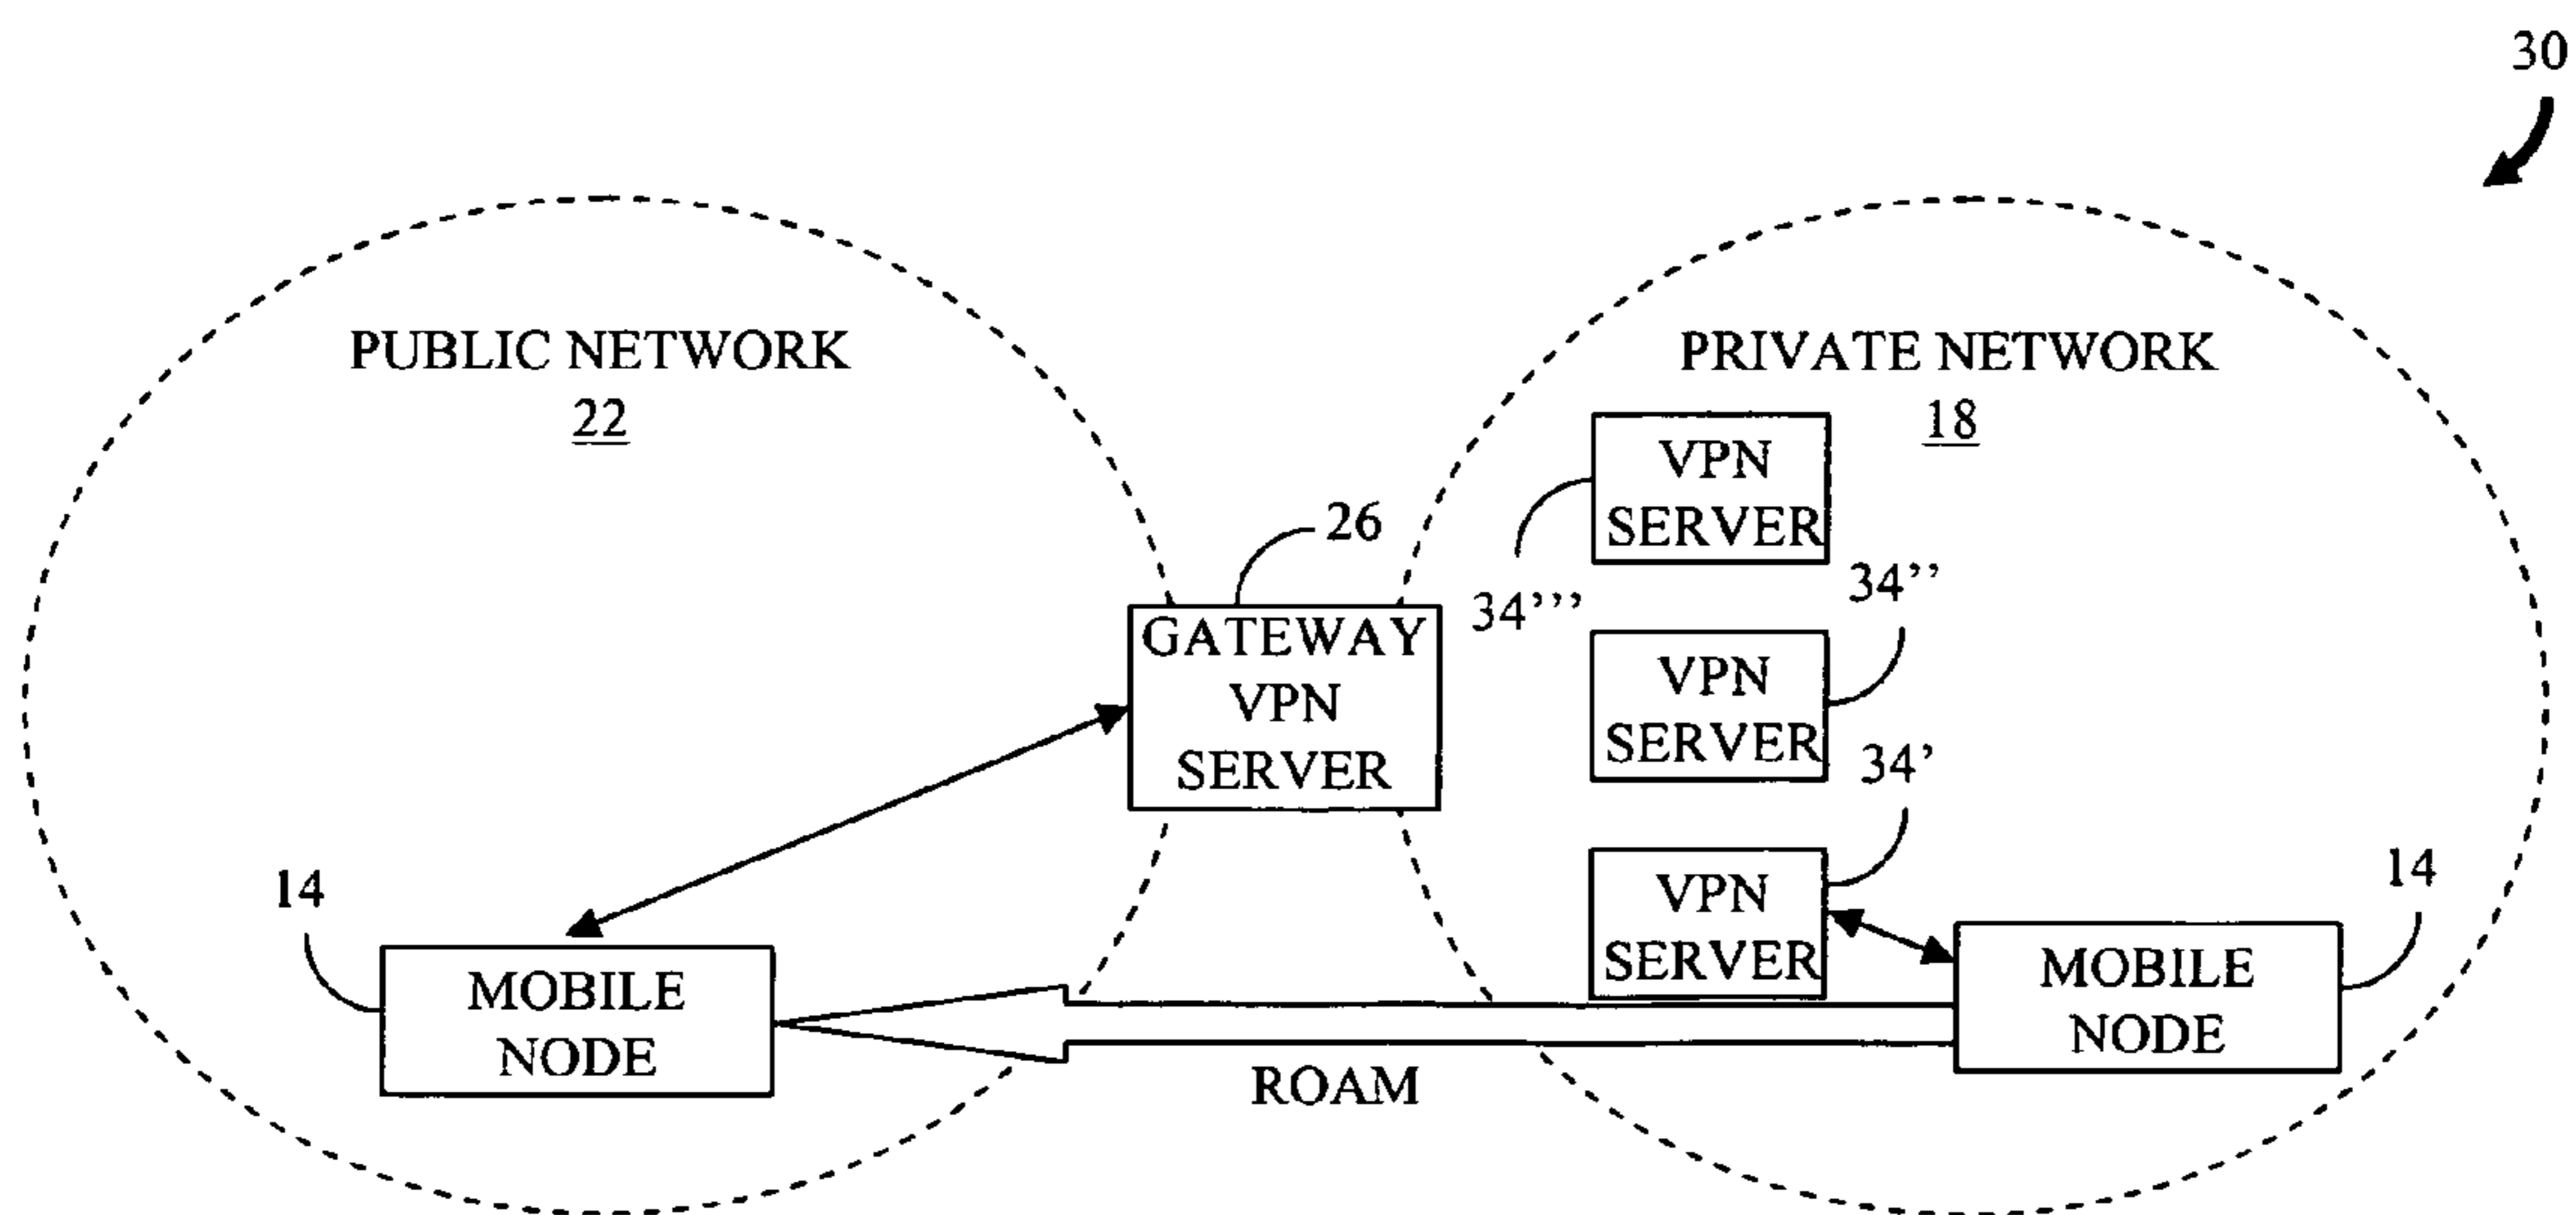 30
PUBLIC NETWORK
22
PRIVATE NETWORK
18
VPN
SERVER
34’’’
26
GATEWAY
VPN
SERVER
34’’
VPN
SERVER
34’
VPN
SERVER
14
MOBILE
NODE
14
MOBILE
NODE
ROAM